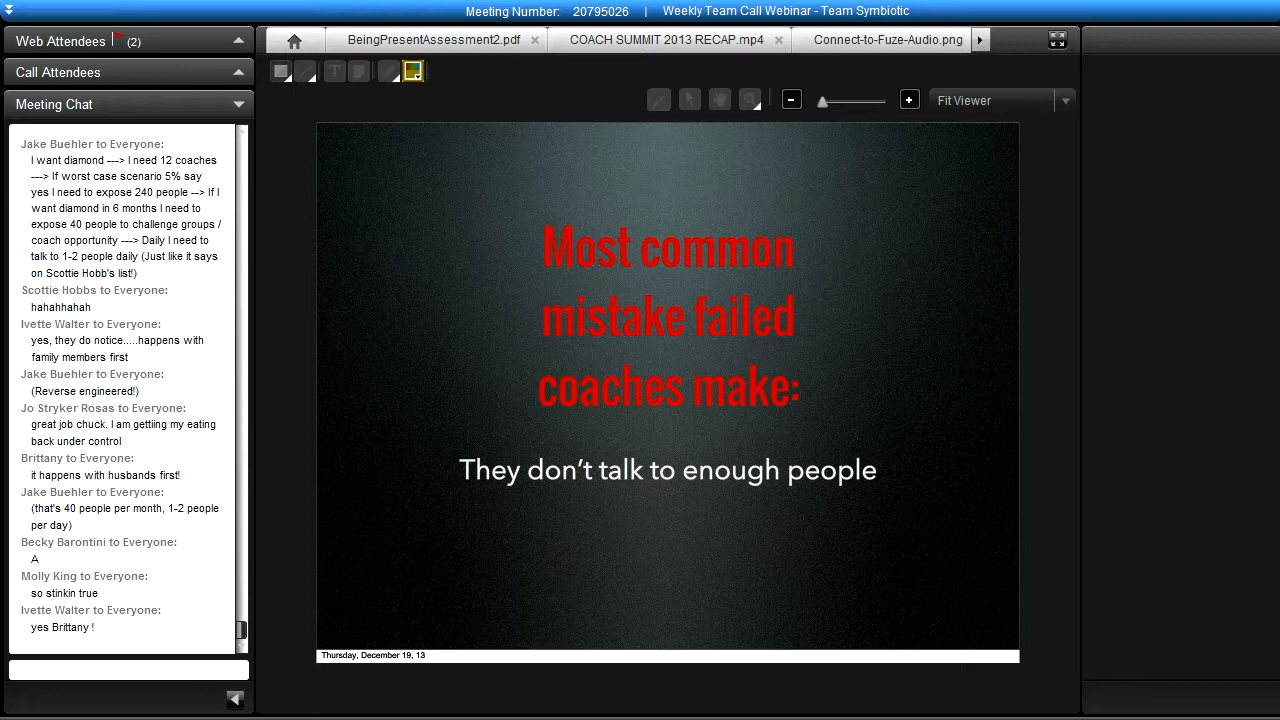 Meeting Number: 20795026 | Weekly Team Call Webinar - Team Symbiotic
Web Attendees (2)
Call Attendees
Meeting Chat
Jake Buehler to Everyone:
I want diamond ---> I need 12 coaches
---> If worst case scenario 5% say
yes I need to expose 240 people --> If I
want diamond in 6 months I need to
expose 40 people to challenge groups /
coach opportunity ---> Daily I need to
talk to 1-2 people daily (Just like it says
on Scottie Hobb's list!)
Scottie Hobbs to Everyone:
hahahhahah
Ivette Walter to Everyone:
yes, they do notice.....happens with
family members first
Jake Buehler to Everyone:
(Reverse engineered!)
Jo Stryker Rosas to Everyone:
great job chuck. I am gettiing my eating
back under control
Brittany to Everyone:
it happens with husbands first!
Jake Buehler to Everyone:
(that's 40 people per month, 1-2 people
per day)
Becky Barontini to Everyone:
A
Molly King to Everyone:
so stinkin true
Ivette Walter to Everyone:
yes Brittany !
BeingPresentAssessment2.pdf
COACH SUMMIT 2013 RECAP.mp4
Connect-to-Fuze-Audio.png
T
Fit Viewer
Most common
mistake failed
coaches make:
They don't talk to enough people
Thursday, December 19, 13